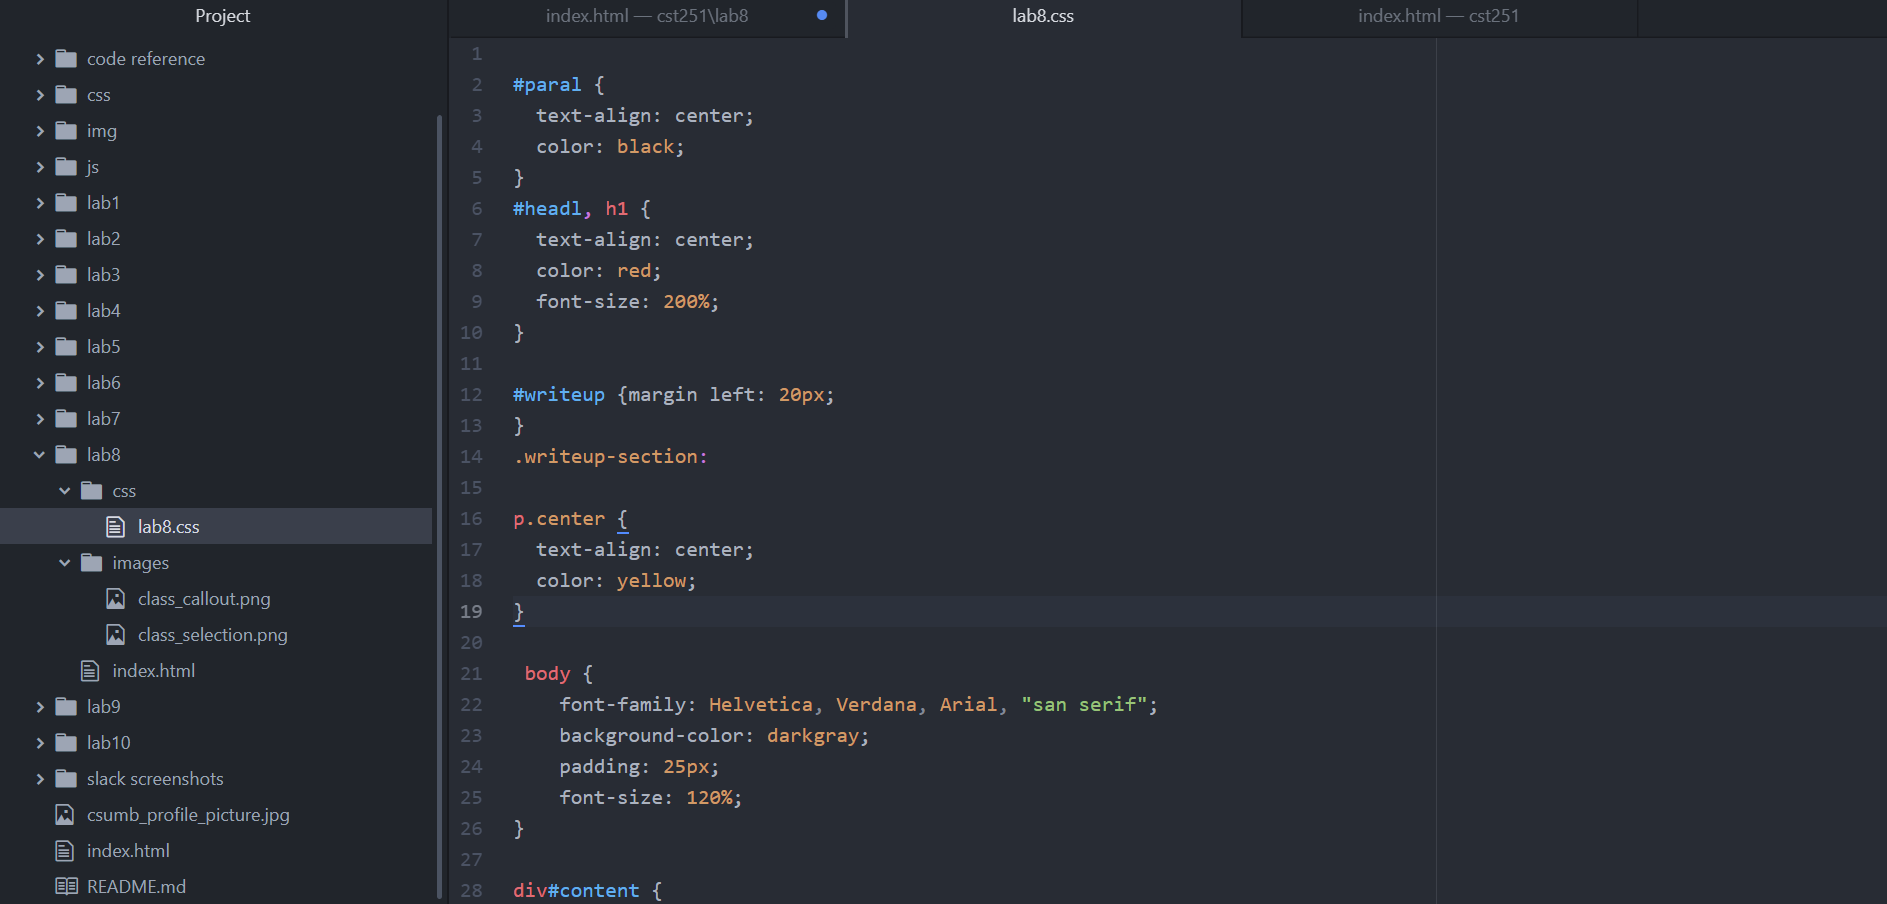 Project
code reference
css
img
js
lab1
lab2
lab3
lab4
lab5
lab6
lab7
lab8
css
lab8.css
images
class_callout.png
class_selection.png
index.html
lab9
lab10
slack screenshots
csumb_profile_picture.jpg
index.html
README.md
index.html — cst251\lab8
lab8.css
index.html — cst251
1
2 #paral {
3   text-align: center;
4   color: black;
5 }
6 #headl, h1 {
7   text-align: center;
8   color: red;
9   font-size: 200%;
10 }
11
12 #writeup {margin left: 20px;
13 }
14 .writeup-section:
15
16 p.center {
17   text-align: center;
18   color: yellow;
19 }
20
21  body {
22     font-family: Helvetica, Verdana, Arial, "san serif";
23     background-color: darkgray;
24     padding: 25px;
25     font-size: 120%;
26 }
27
28 div#content {